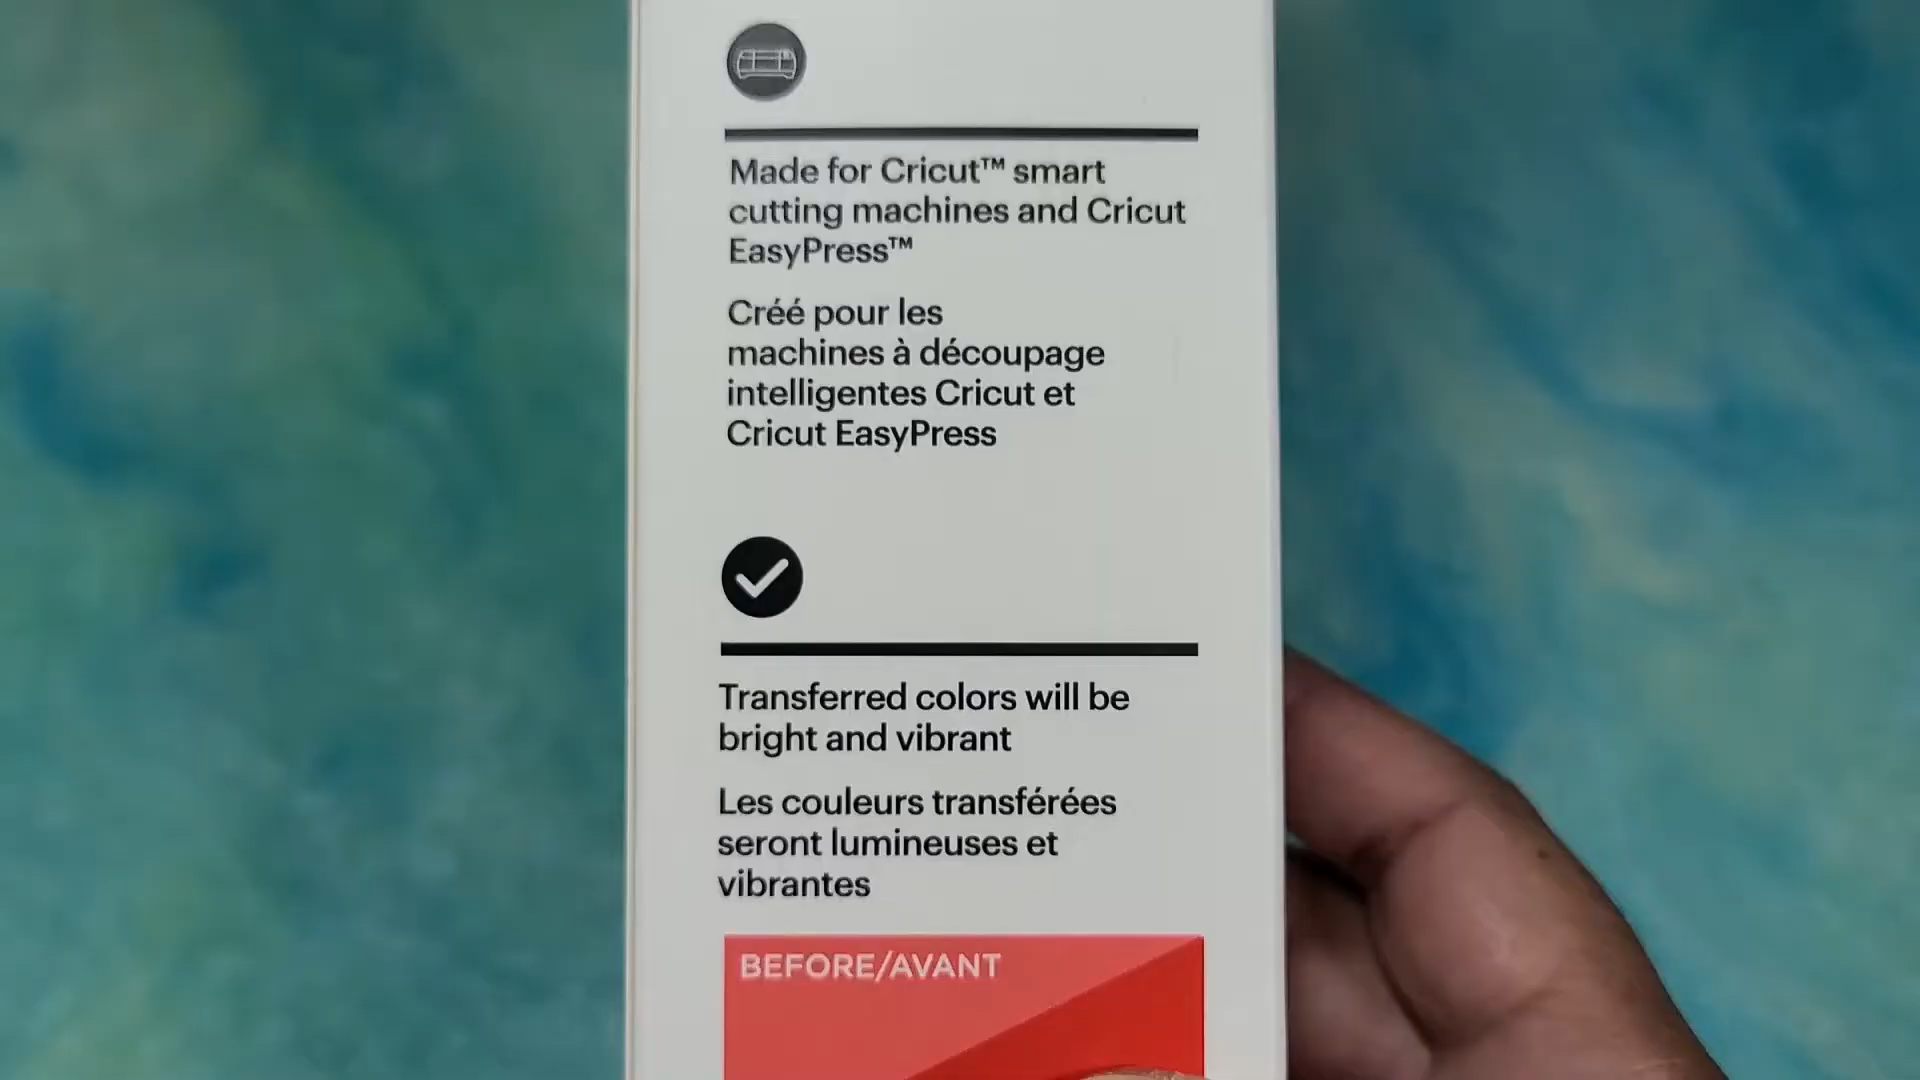 Made for Cricut™ smart
cutting machines and Cricut
EasyPress™
Créé pour les
machines à découpage
intelligentes Cricut et
Cricut EasyPress
Transferred colors will be
bright and vibrant
Les couleurs transférées
seront lumineuses et
vibrantes
BEFORE/AVANT